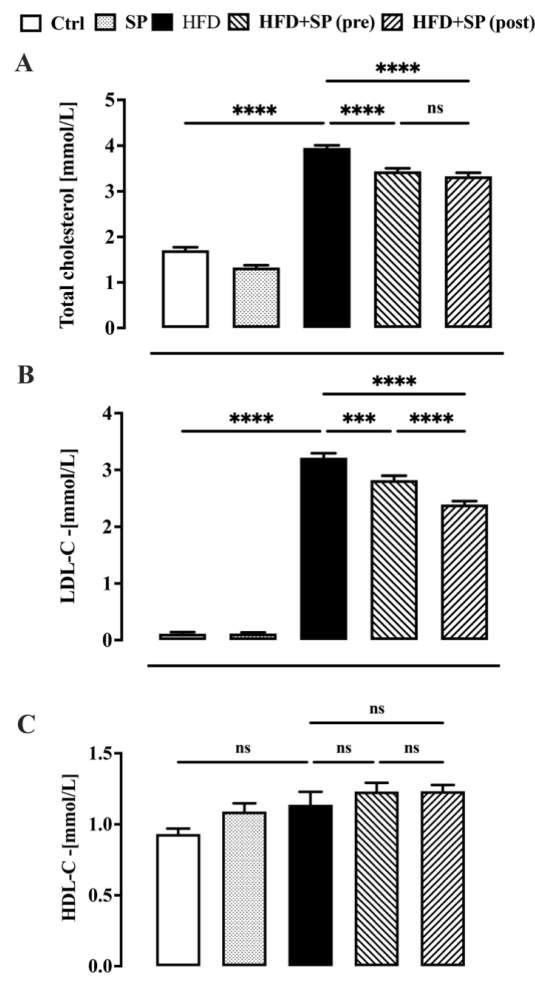 Ctrl SP HFD HFD+SP (pre) HFD+SP (post)
A
****
**** **** ns
Total cholesterol [mmol/L]
5
4
3
2
1
0
B
****
**** *** ****
LDL-C -[mmol/L]
4
3
2
1
0
C
ns
ns ns ns
HDL-C -[mmol/L]
1.5
1.0
0.5
0.0